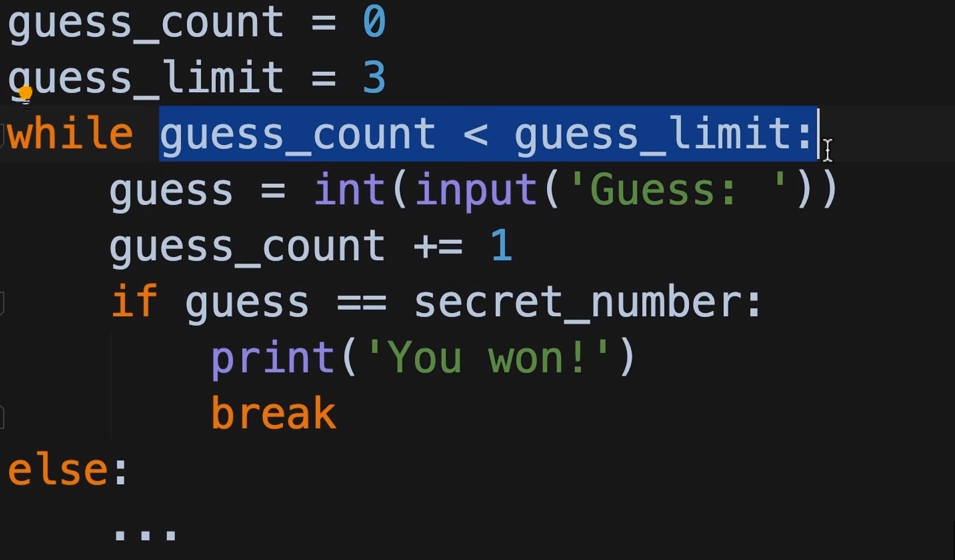 guess_count = 0
guess_limit = 3
while guess_count < guess_limit:
    guess = int(input('Guess: '))
    guess_count += 1
    if guess == secret_number:
        print('You won!')
        break
else:
    ...